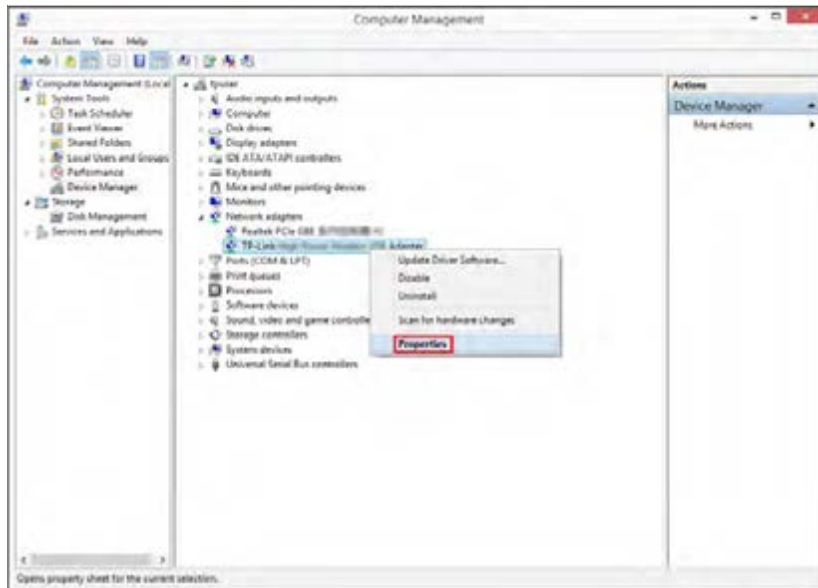 Computer Management
File Action View Help
Computer Management (Local
System Tools
Task Scheduler
Event Viewer
Shared Folders
Local Users and Groups
Performance
Device Manager
Storage
Disk Management
Services and Applications
tpuser
Audio inputs and outputs
Computer
Disk drives
Display adapters
IDE ATA/ATAPI controllers
Keyboards
Mice and other pointing devices
Monitors
Network adapters
Realtek PCIe GBE
TP-Link High Power Wireless USB Adapter
Ports (COM & LPT)
Print queues
Processors
Software devices
Sound, video and game controlle
Storage controllers
System devices
Universal Serial Bus controllers
Update Driver Software...
Disable
Uninstall
Scan for hardware changes
Properties
Actions
Device Manager
More Actions
Opens property sheet for the current selection.